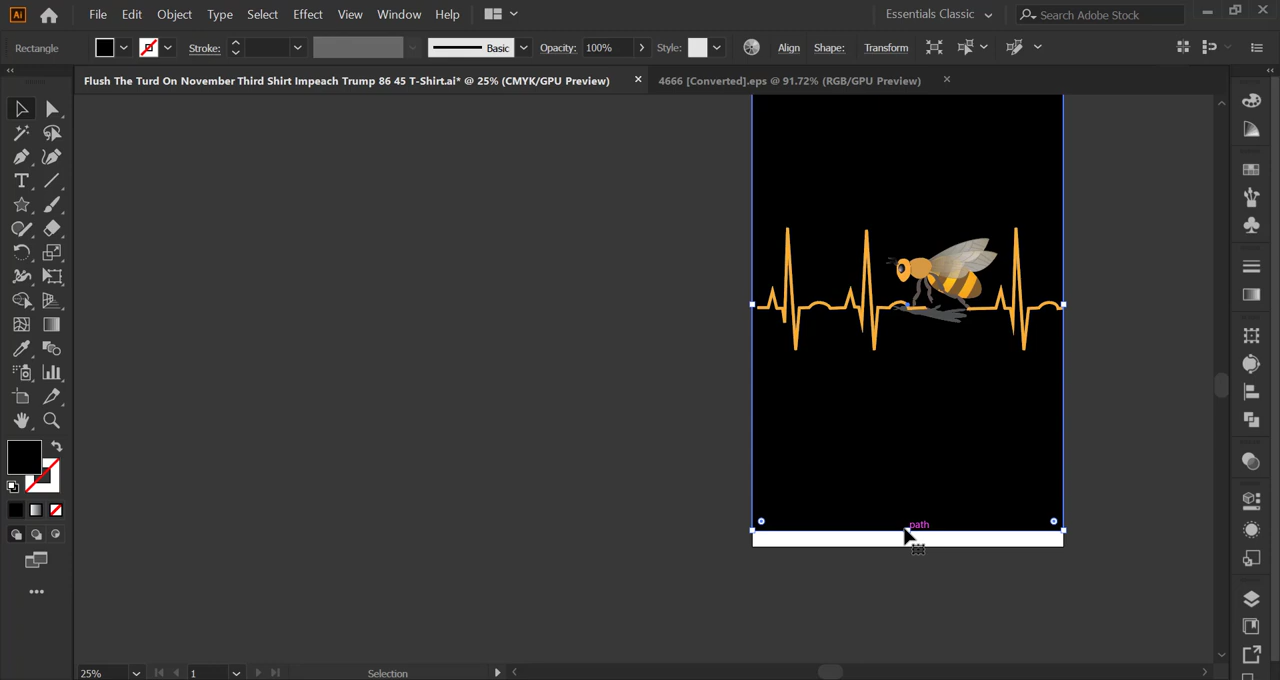 Ai File Edit Object Type Select Effect View Window Help Essentials Classic Search Adobe Stock
Rectangle Stroke: Basic Opacity: 100% Style: Align Shape: Transform
Flush The Turd On November Third Shirt Impeach Trump 86 45 T-Shirt.ai* @ 25% (CMYK/GPU Preview) 4666 [Converted].eps @ 91.72% (RGB/GPU Preview)
path
25% 1 Selection